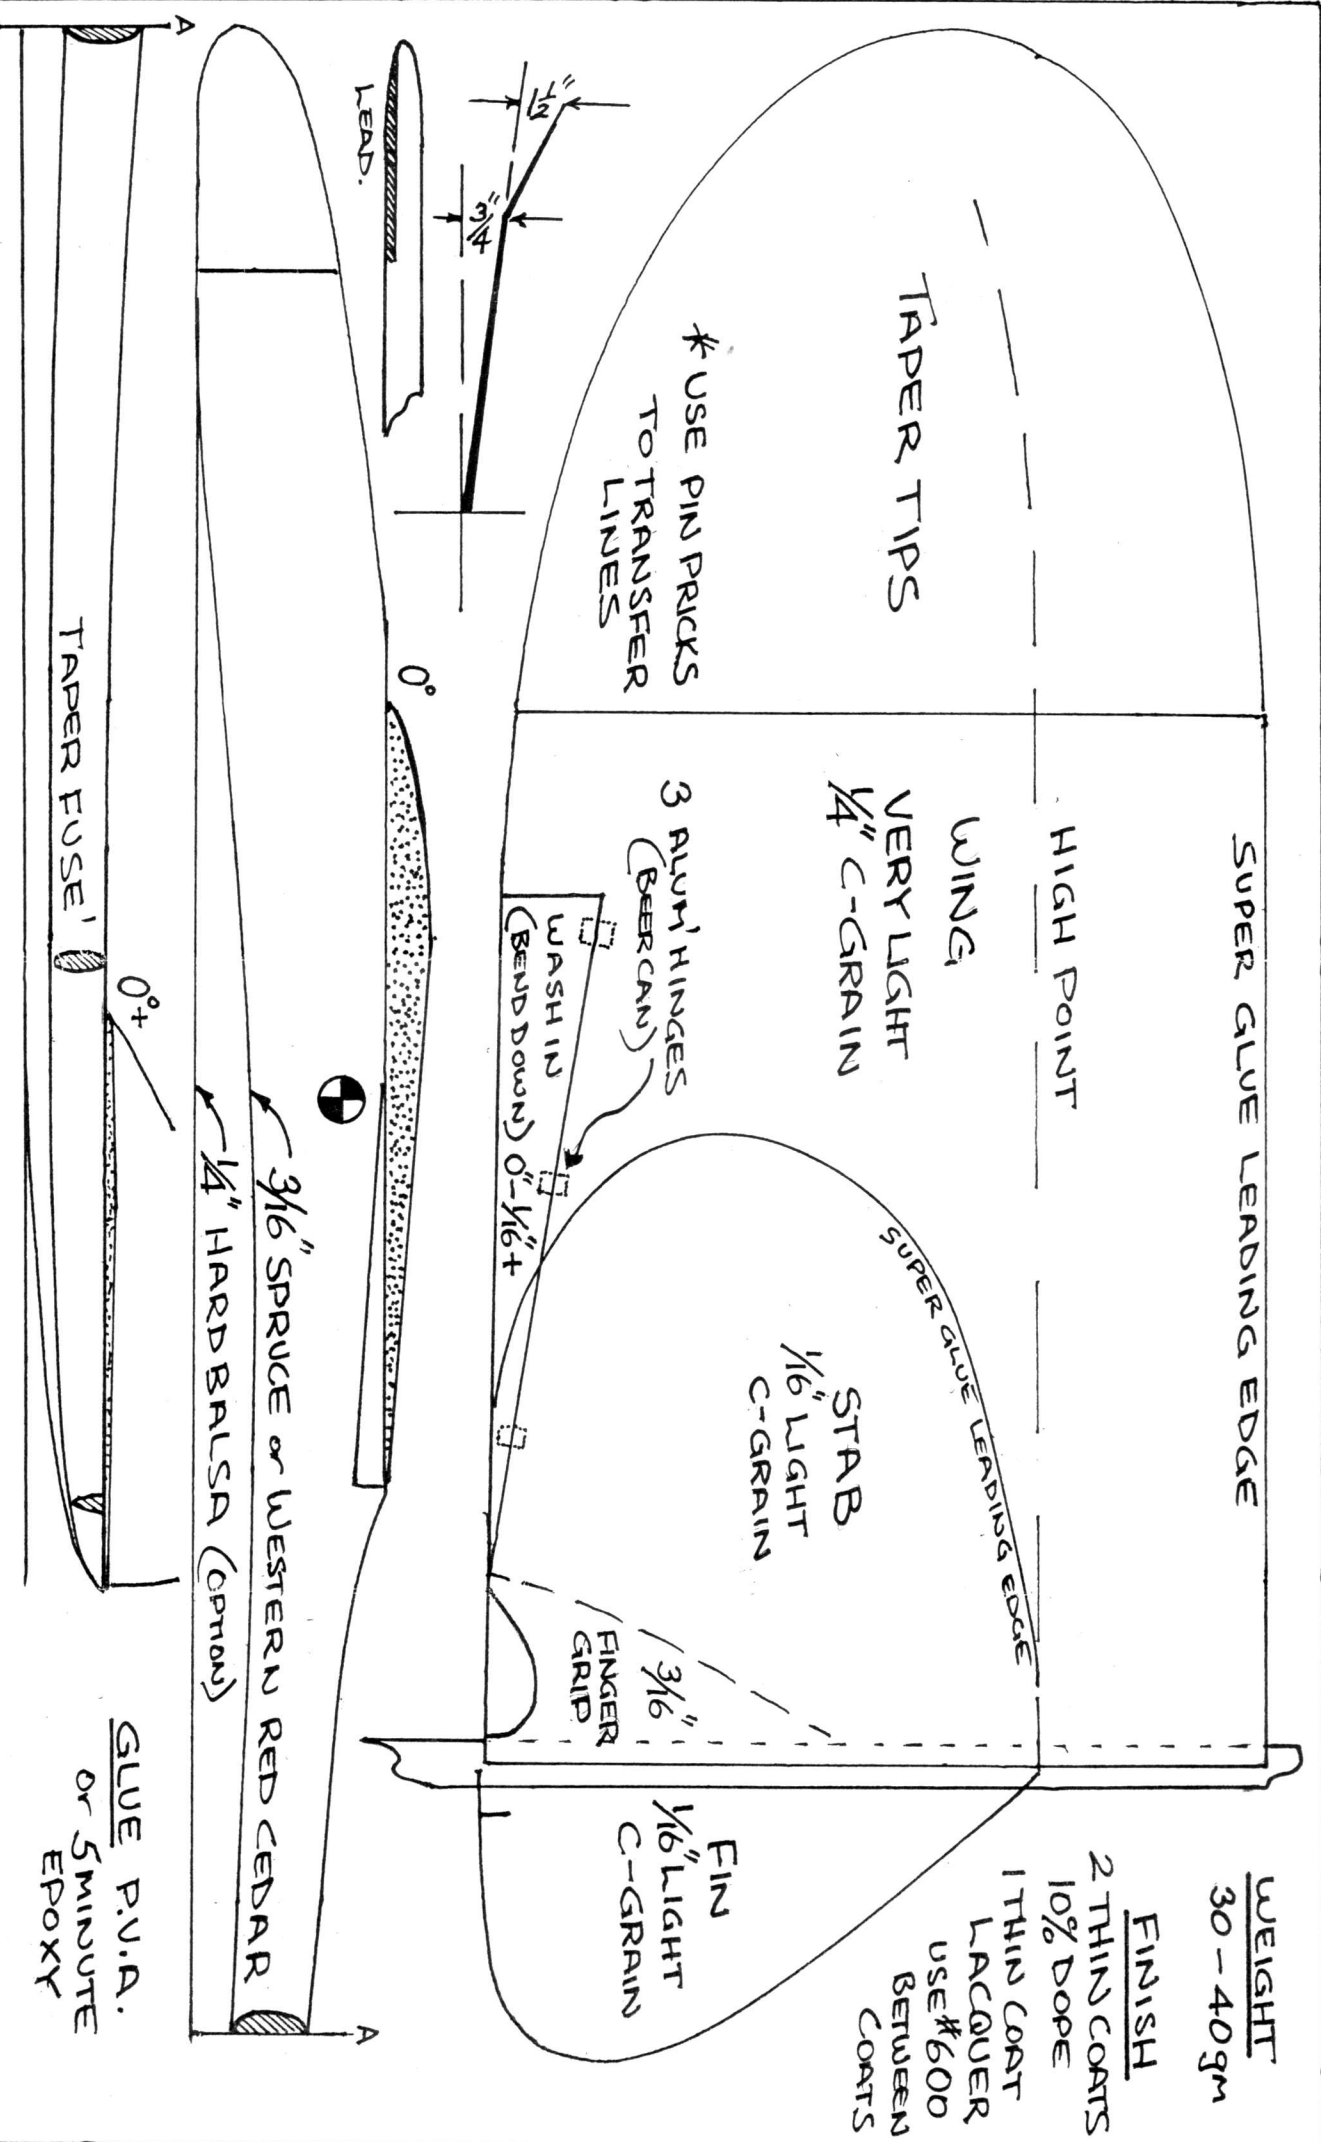 SUPER GLUE LEADING EDGE
WEIGHT
30-40gm
FINISH
2 THIN COATS
10% DOPE
1 THIN COAT
LACQUER
USE #600
BETWEEN
COATS
HIGH POINT
TAPER TIPS
WING
VERY LIGHT
1/4" C-GRAIN
* USE PIN PRICKS
TO TRANSFER
LINES
3 ALUM' HINGES
(BEER CAN)
WASH IN
(BEND DOWN) 0"-1/16"+
SUPER GLUE LEADING EDGE
STAB
1/16" LIGHT
C-GRAIN
3/16"
FINGER
GRIP
FIN
1/16" LIGHT
C-GRAIN
1 1/2"
3/4"
LEAD.
0°
3/16" SPRUCE or WESTERN RED CEDAR
1/4" HARD BALSA (OPTION)
A
A
0°+
TAPER FUSE'
GLUE P.V.A.
or 5 MINUTE
EPOXY